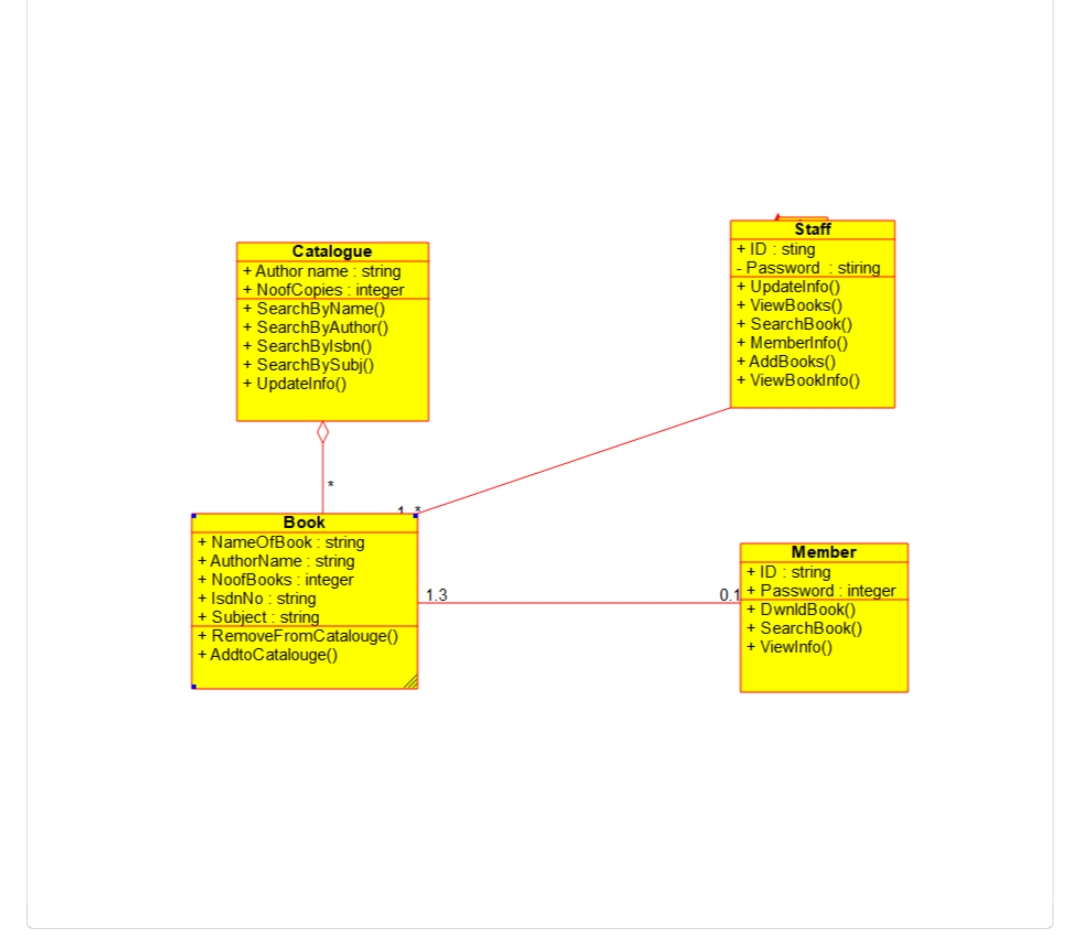 Catalogue
+ Author name : string
+ NoofCopies : integer
+ SearchByName()
+ SearchByAuthor()
+ SearchByIsbn()
+ SearchBySubj()
+ UpdateInfo()
Staff
+ ID : sting
- Password : stiring
+ UpdateInfo()
+ ViewBooks()
+ SearchBook()
+ MemberInfo()
+ AddBooks()
+ ViewBookInfo()
*
1..*
Book
+ NameOfBook : string
+ AuthorName : string
+ NoofBooks : integer
+ IsdnNo : string
+ Subject : string
+ RemoveFromCatalouge()
+ AddtoCatalouge()
1.3
0.1
Member
+ ID : string
+ Password : integer
+ DwnldBook()
+ SearchBook()
+ ViewInfo()